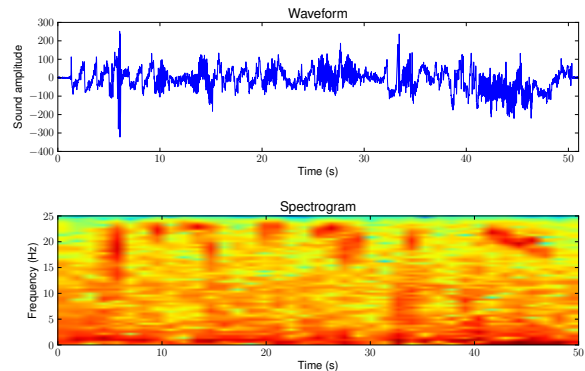 Waveform
Sound amplitude
300
200
100
0
−100
−200
−300
−400
0 10 20 30 40 50
Time (s)
Spectrogram
Frequency (Hz)
25
20
15
10
5
0
0 10 20 30 40 50
Time (s)